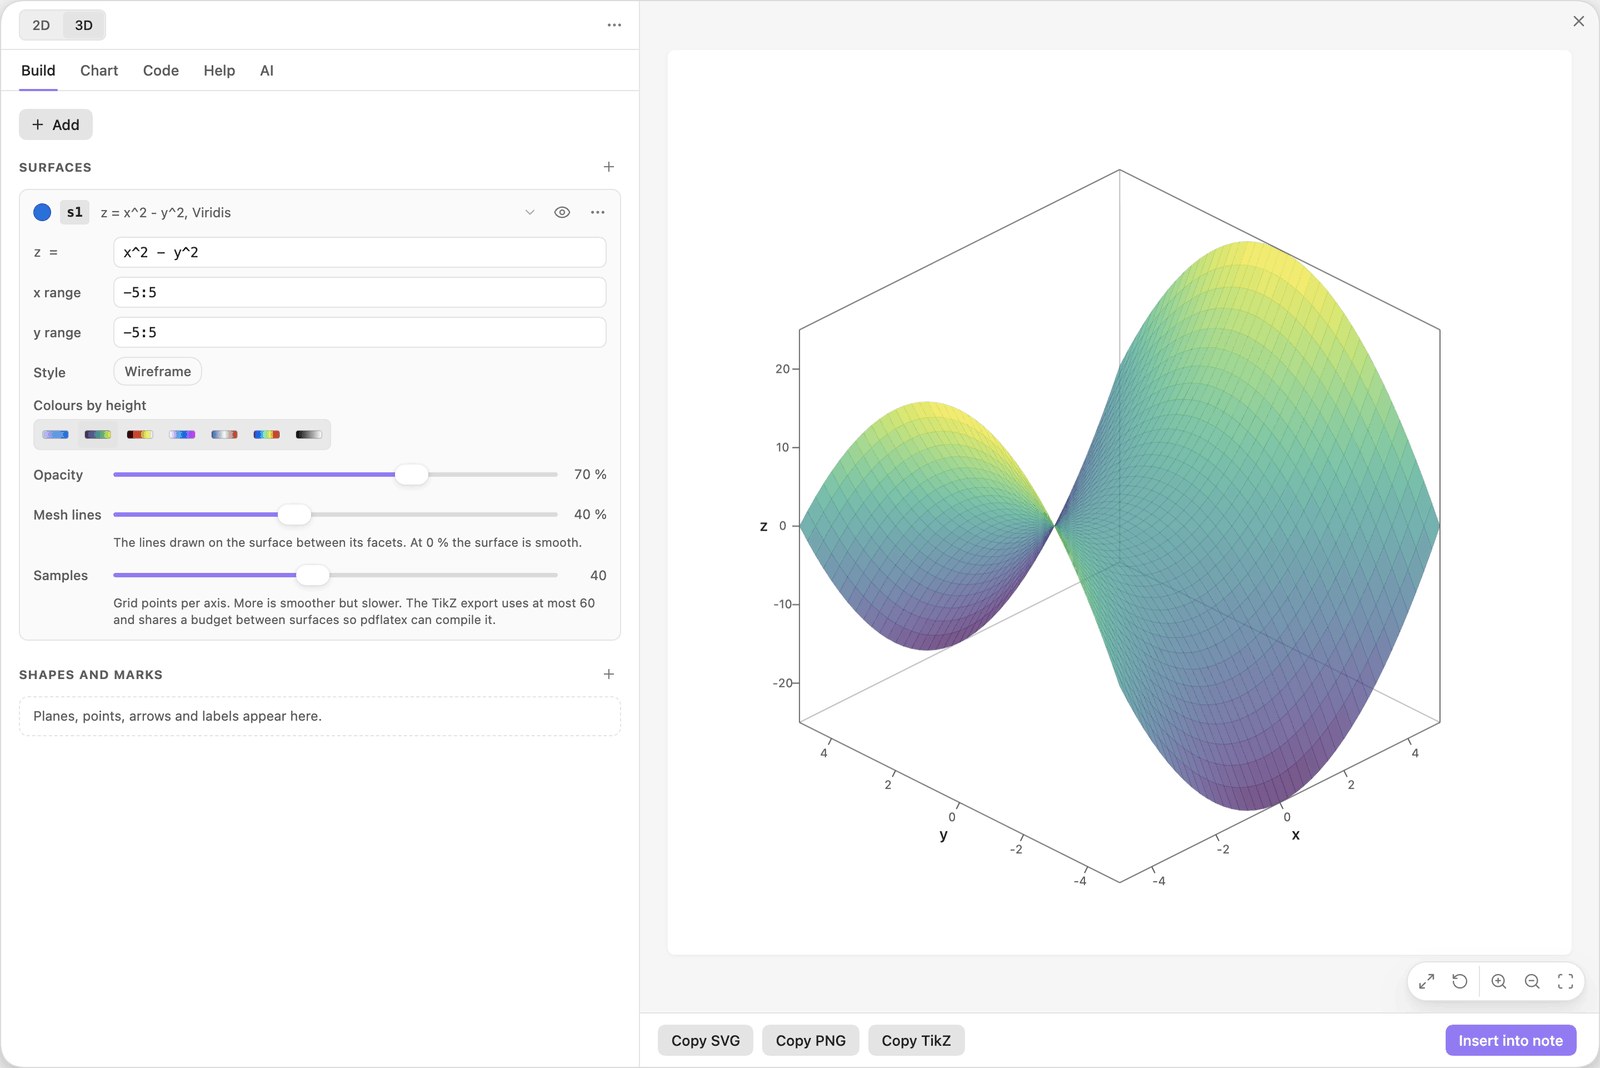 2D 3D
Build Chart Code Help AI
+ Add
SURFACES
s1 z = x^2 - y^2, Viridis
z = x^2 − y^2
x range −5:5
y range −5:5
Style Wireframe
Colours by height
Opacity 70 %
Mesh lines 40 %
The lines drawn on the surface between its facets. At 0 % the surface is smooth.
Samples 40
Grid points per axis. More is smoother but slower. The TikZ export uses at most 60
and shares a budget between surfaces so pdflatex can compile it.
SHAPES AND MARKS
Planes, points, arrows and labels appear here.
20
10
z 0
-10
-20
4
2
0
y
-2
-4
-4
-2
0
x
2
4
Copy SVG Copy PNG Copy TikZ Insert into note